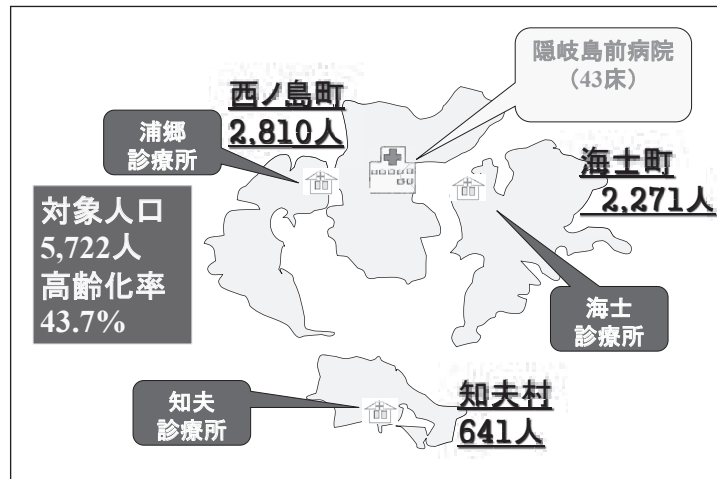 隠岐島前病院
（43床）
西ノ島町
2,810人
浦郷
診療所
海士町
2,271人
対象人口
5,722人
高齢化率
43.7%
海士
診療所
知夫
診療所
知夫村
641人